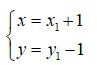 x = x₁ + 1
y = y₁ − 1